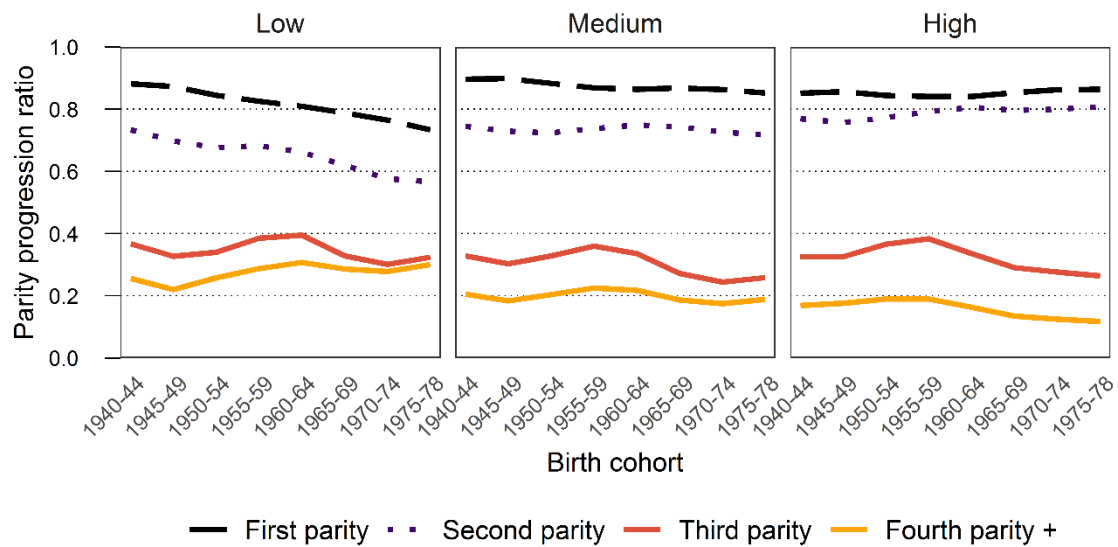 Low Medium High
Parity progression ratio
1.0
0.8
0.6
0.4
0.2
0.0
1940-44 1945-49 1950-54 1955-59 1960-64 1965-69 1970-74 1975-78
1940-44 1945-49 1950-54 1955-59 1960-64 1965-69 1970-74 1975-78
1940-44 1945-49 1950-54 1955-59 1960-64 1965-69 1970-74 1975-78
Birth cohort
First parity Second parity Third parity Fourth parity +